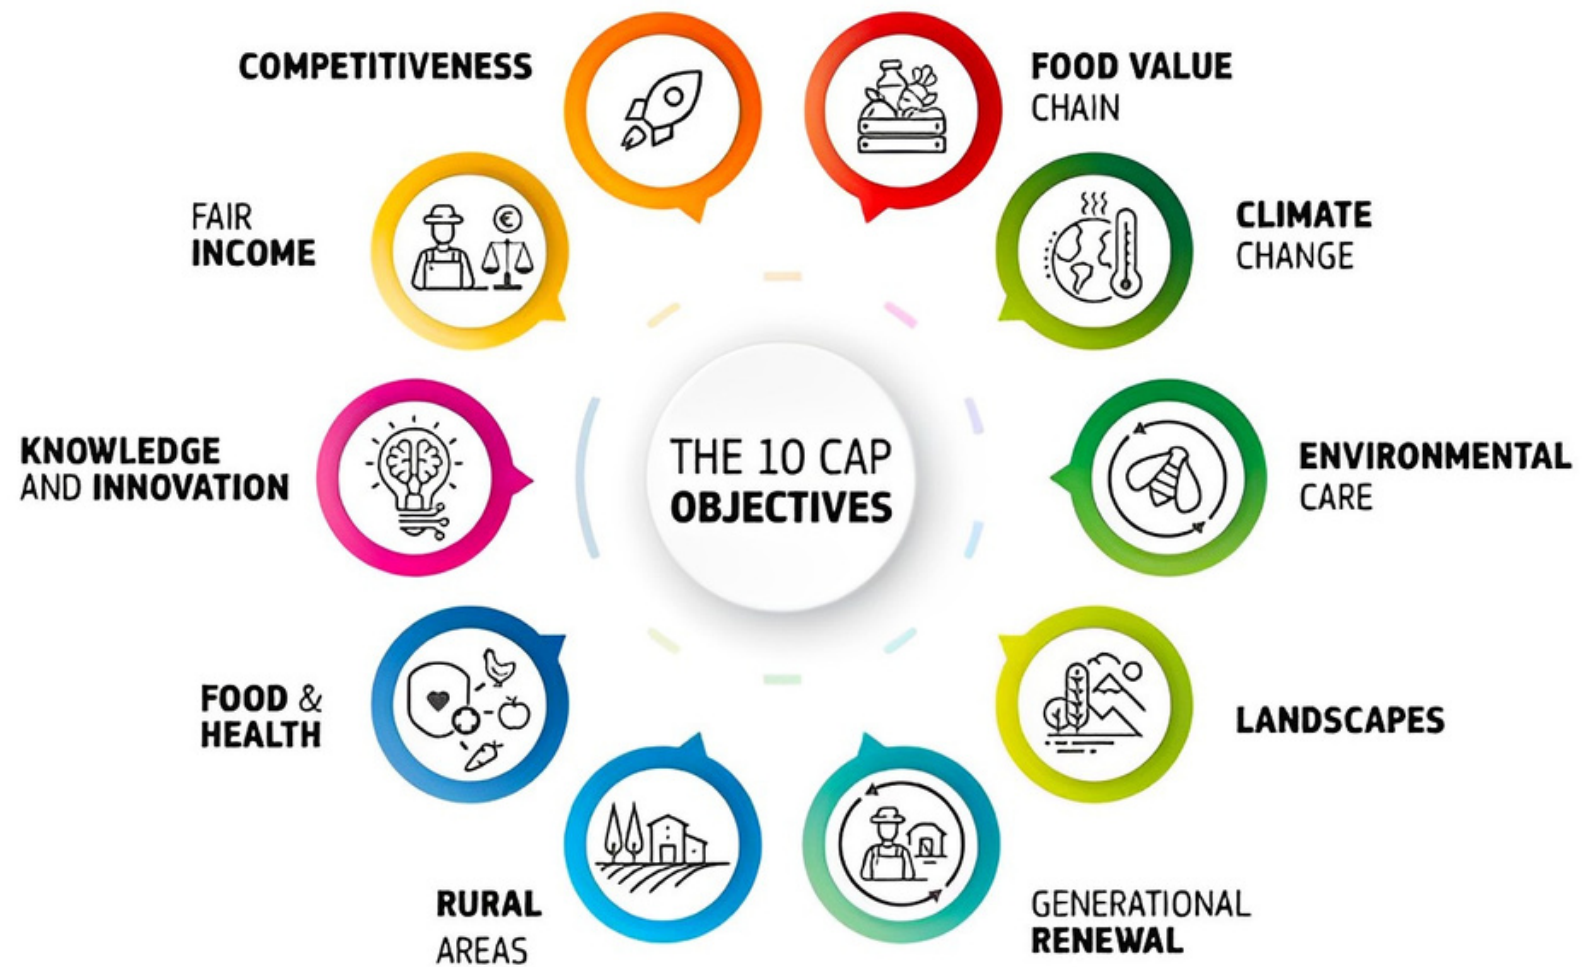 COMPETITIVENESS
FOOD VALUE
CHAIN
FAIR
INCOME
€
CLIMATE
CHANGE
KNOWLEDGE
AND INNOVATION
THE 10 CAP
OBJECTIVES
ENVIRONMENTAL
CARE
FOOD &
HEALTH
LANDSCAPES
RURAL
AREAS
GENERATIONAL
RENEWAL